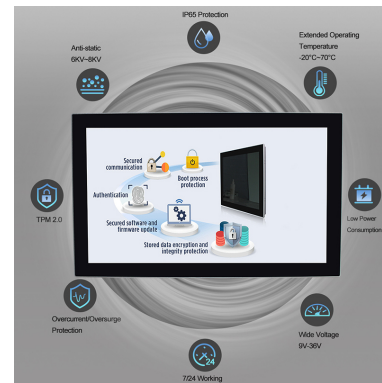 IP65 Protection
Anti-static
6KV~8KV
Extended Operating
Temperature
-20°C~70°C
Secured
communication
Boot process
protection
Authentication
Secured software and
firmware update
Stored data encryption and
integrity protection
TPM 2.0
Low Power
Consumption
Overcurrent/Oversurge
Protection
Wide Voltage
9V-36V
24
7/24 Working